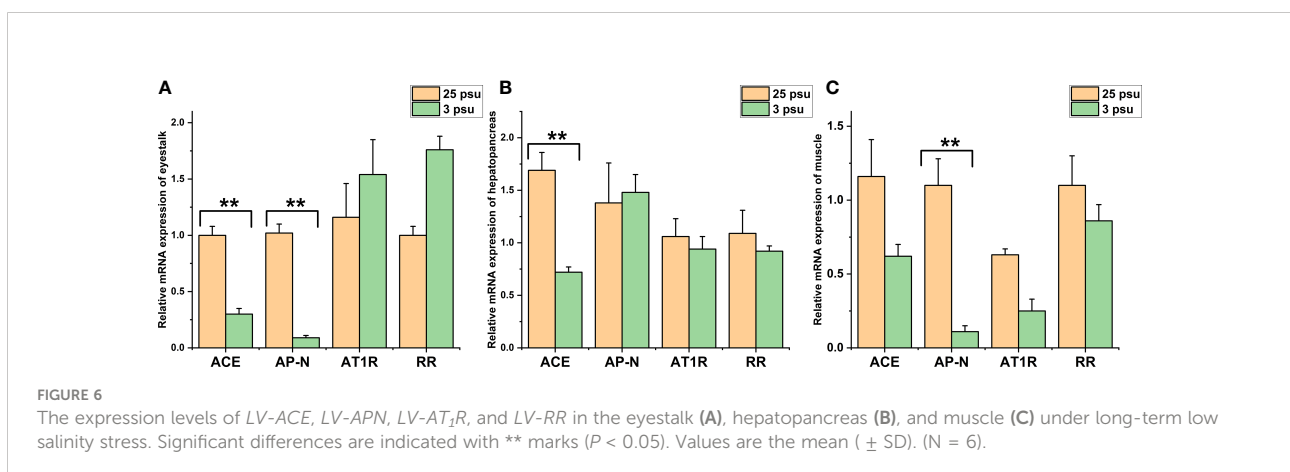 A
25 psu
3 psu
Relative mRNA expression of eyestalk
2.0
1.5
1.0
0.5
0.0
**
**
ACE
AP-N
AT1R
RR
B
25 psu
3 psu
Relative mRNA expression of hepatopancreas
2.0
1.5
1.0
0.75
0.5
0.0
**
ACE
AP-N
AT1R
RR
C
25 psu
3 psu
Relative mRNA expression of muscle
1.5
1.0
0.5
0.0
**
ACE
AP-N
AT1R
RR
FIGURE 6
The expression levels of LV-ACE, LV-APN, LV-AT₁R, and LV-RR in the eyestalk (A), hepatopancreas (B), and muscle (C) under long-term low
salinity stress. Significant differences are indicated with ** marks (P < 0.05). Values are the mean ( ± SD). (N = 6).